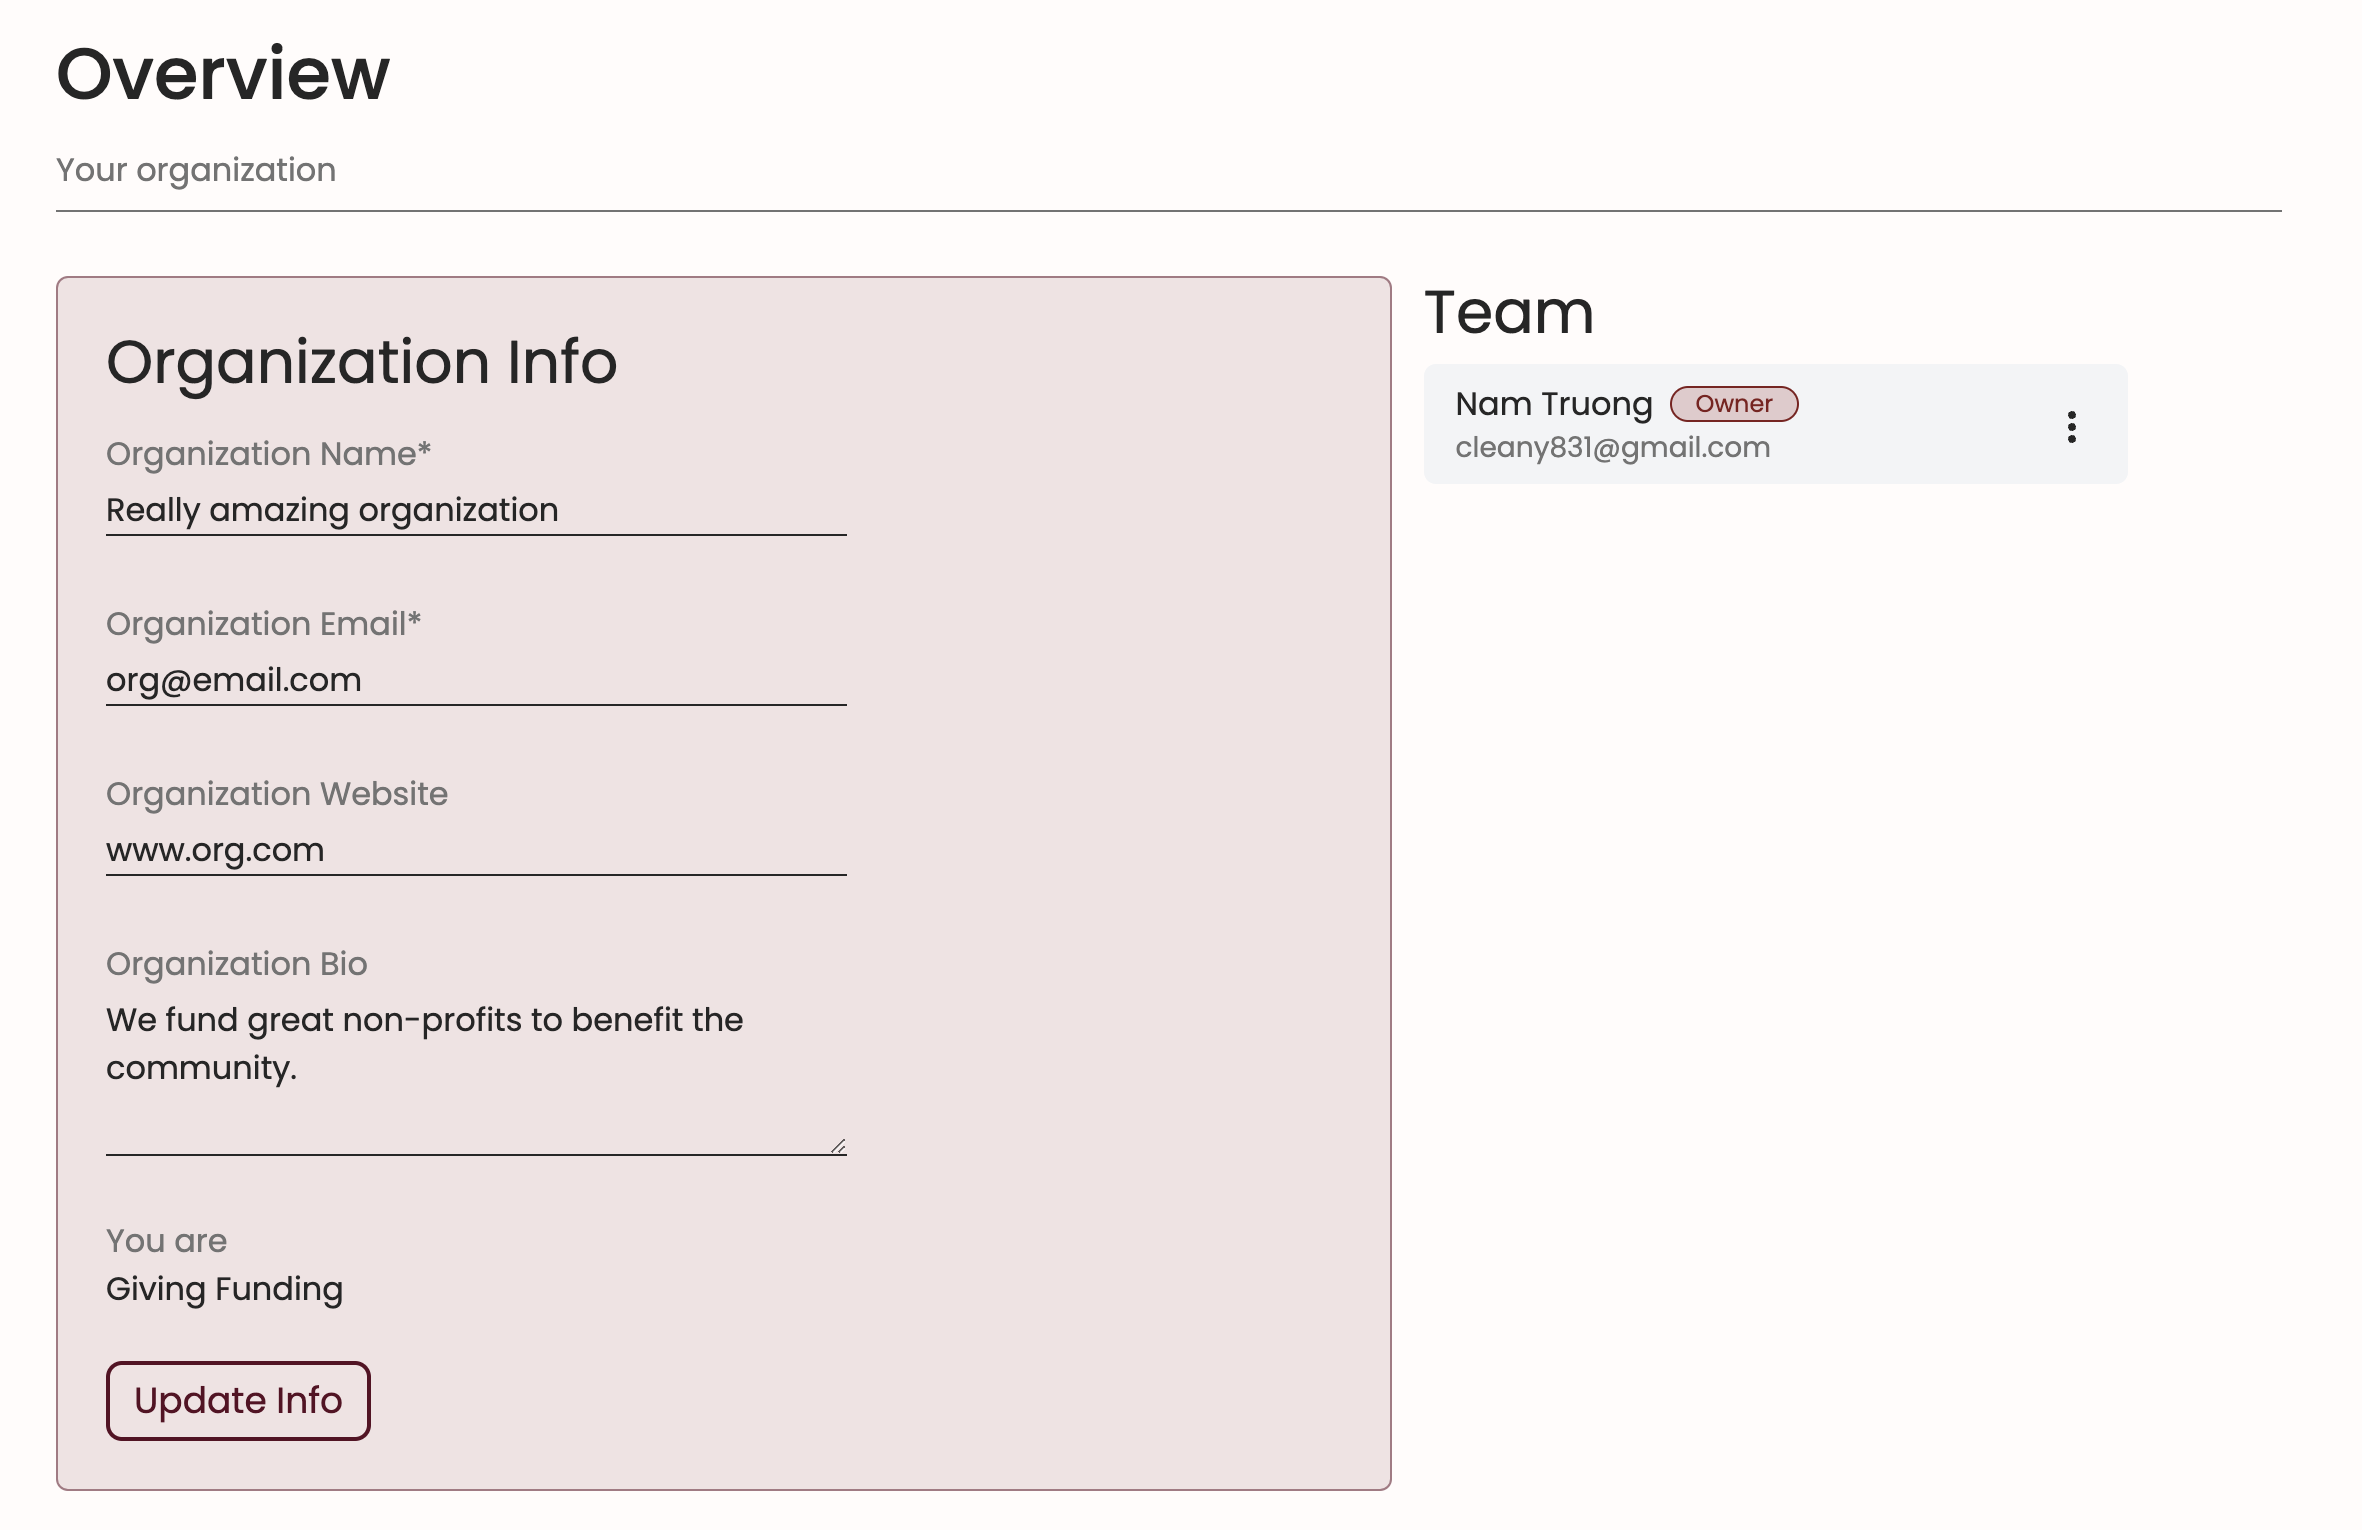 Overview
Your organization
Organization Info
Organization Name*
Really amazing organization
Organization Email*
org@email.com
Organization Website
www.org.com
Organization Bio
We fund great non-profits to benefit the
community.
You are
Giving Funding
Update Info
Team
Nam Truong Owner
cleany831@gmail.com